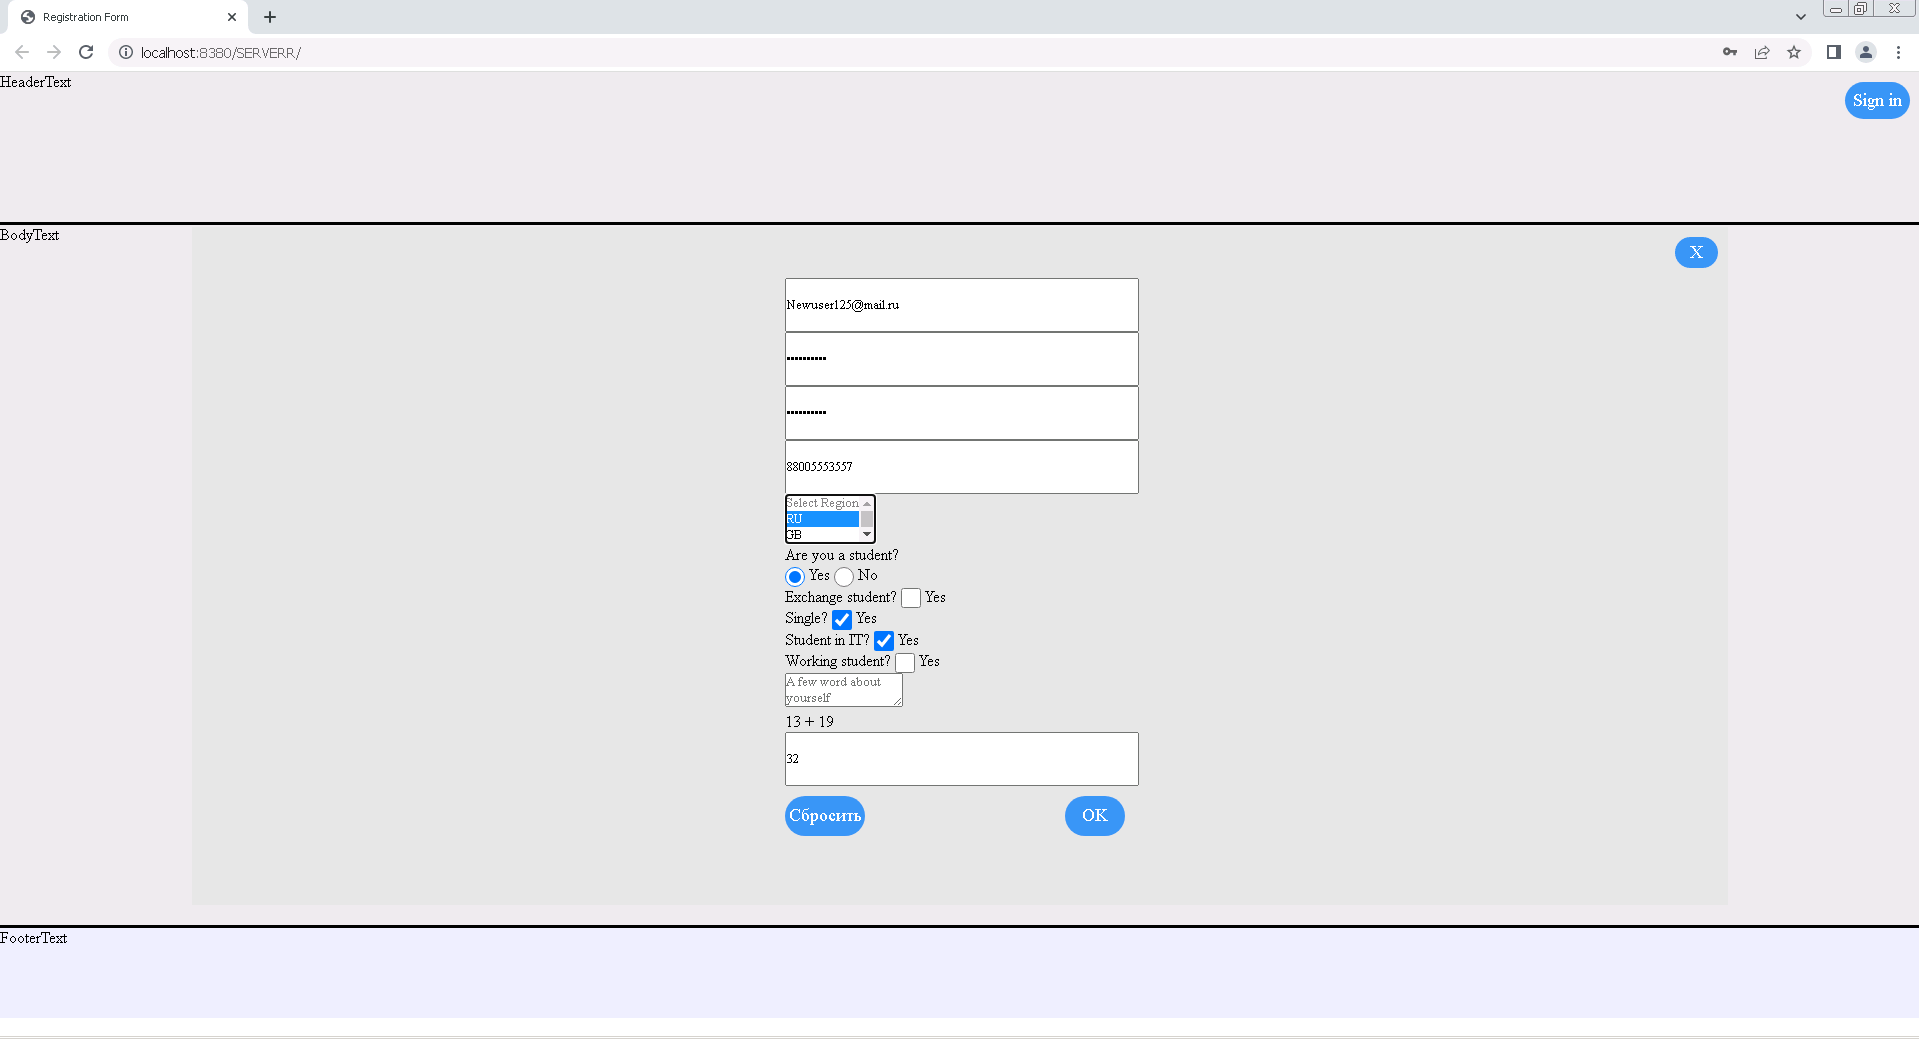 Registration Form
localhost:8380/SERVERR/
HeaderText
Sign in
BodyText
X
Newuser125@mail.ru
••••••••••
••••••••••
88005553557
Select Region
RU
GB
Are you a student?
Yes No
Exchange student? Yes
Single? Yes
Student in IT? Yes
Working student? Yes
A few word about
yourself
13 + 19
32
Сбросить OK
FooterText